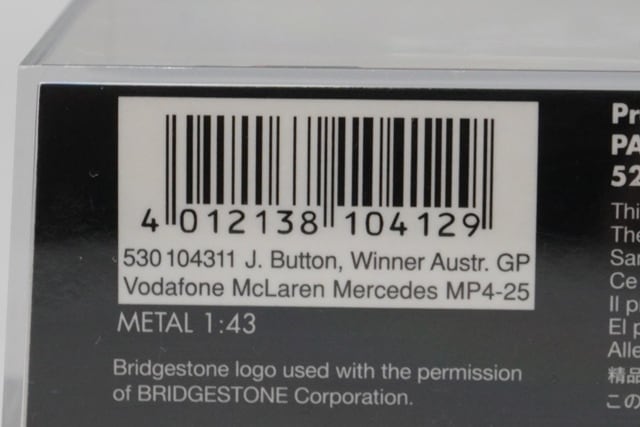 4 012138 104129
530 104311 J. Button, Winner Austr. GP
Vodafone McLaren Mercedes MP4-25
METAL 1:43
Bridgestone logo used with the permission
of BRIDGESTONE Corporation.
Pr
PA
52
Thi
The
Sar
Ce
Il p
El p
Alle
精品
この